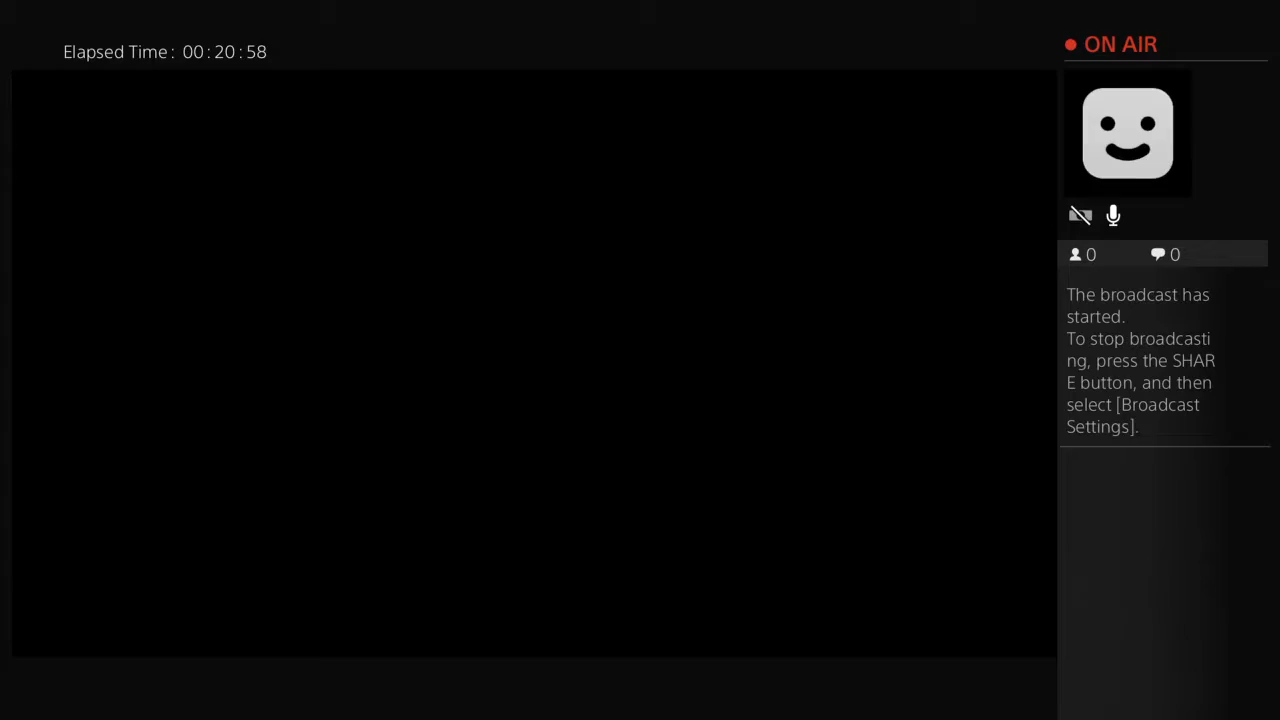 Elapsed Time: 00:20:58
ON AIR
0 0
The broadcast has
started.
To stop broadcasti
ng, press the SHAR
E button, and then
select [Broadcast
Settings].